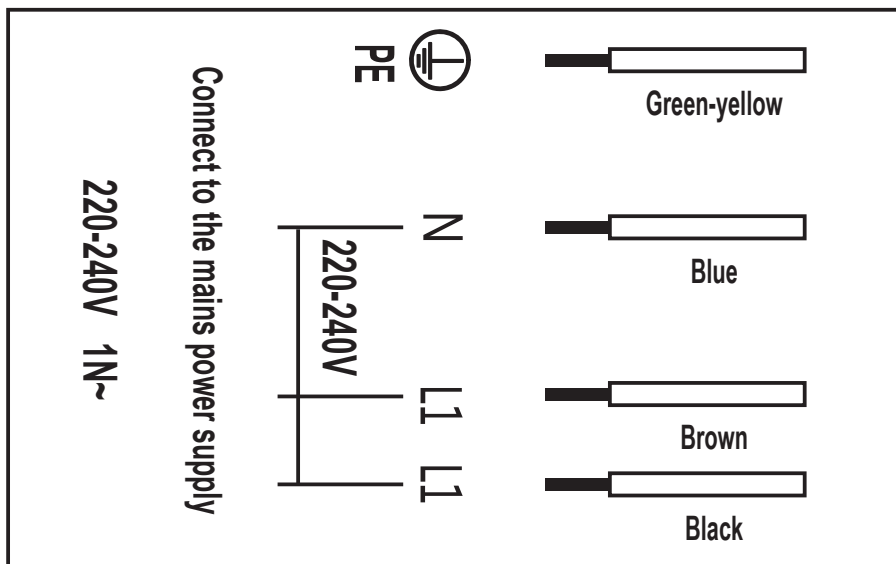 220-240V 1N~
Connect to the mains power supply
PE
Green-yellow
N
Blue
220-240V
L1
Brown
L1
Black